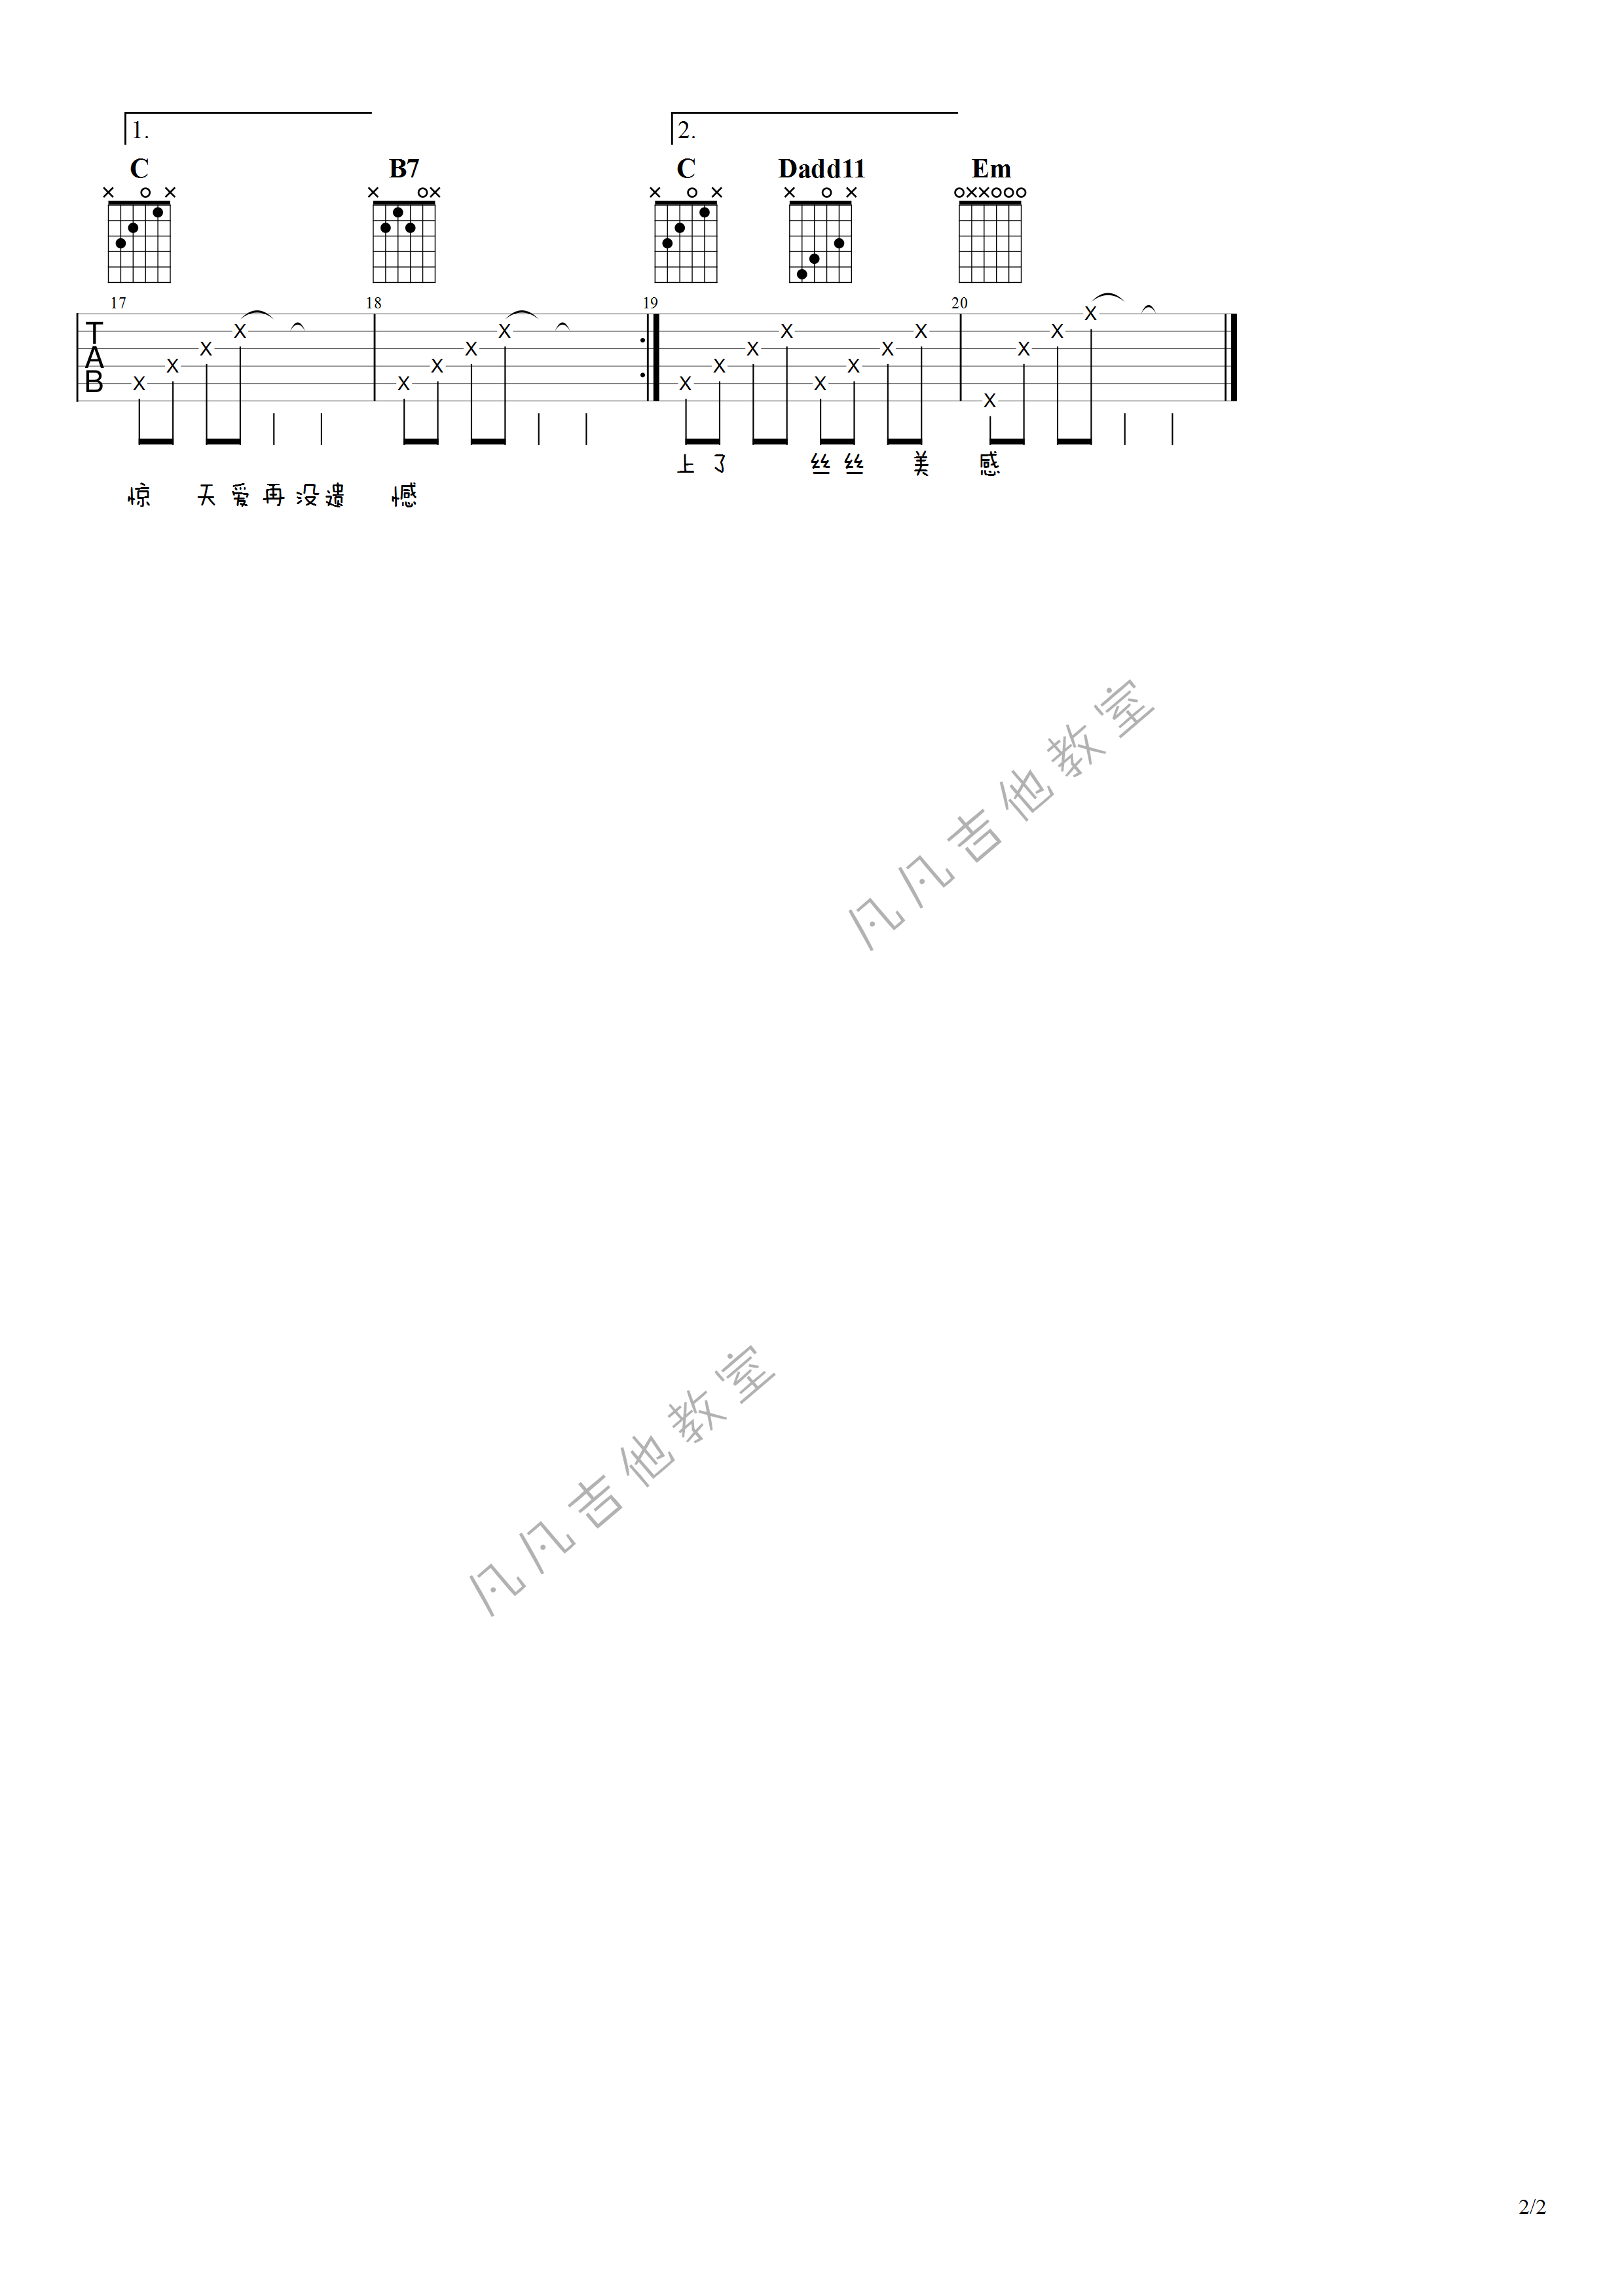 1. 2.
C B7 C Dadd11 Em
17 18 19 20
T
A
B
上了 丝丝 美 感
惊 天爱再没遗 憾
凡凡吉他教室
凡凡吉他教室
2/2